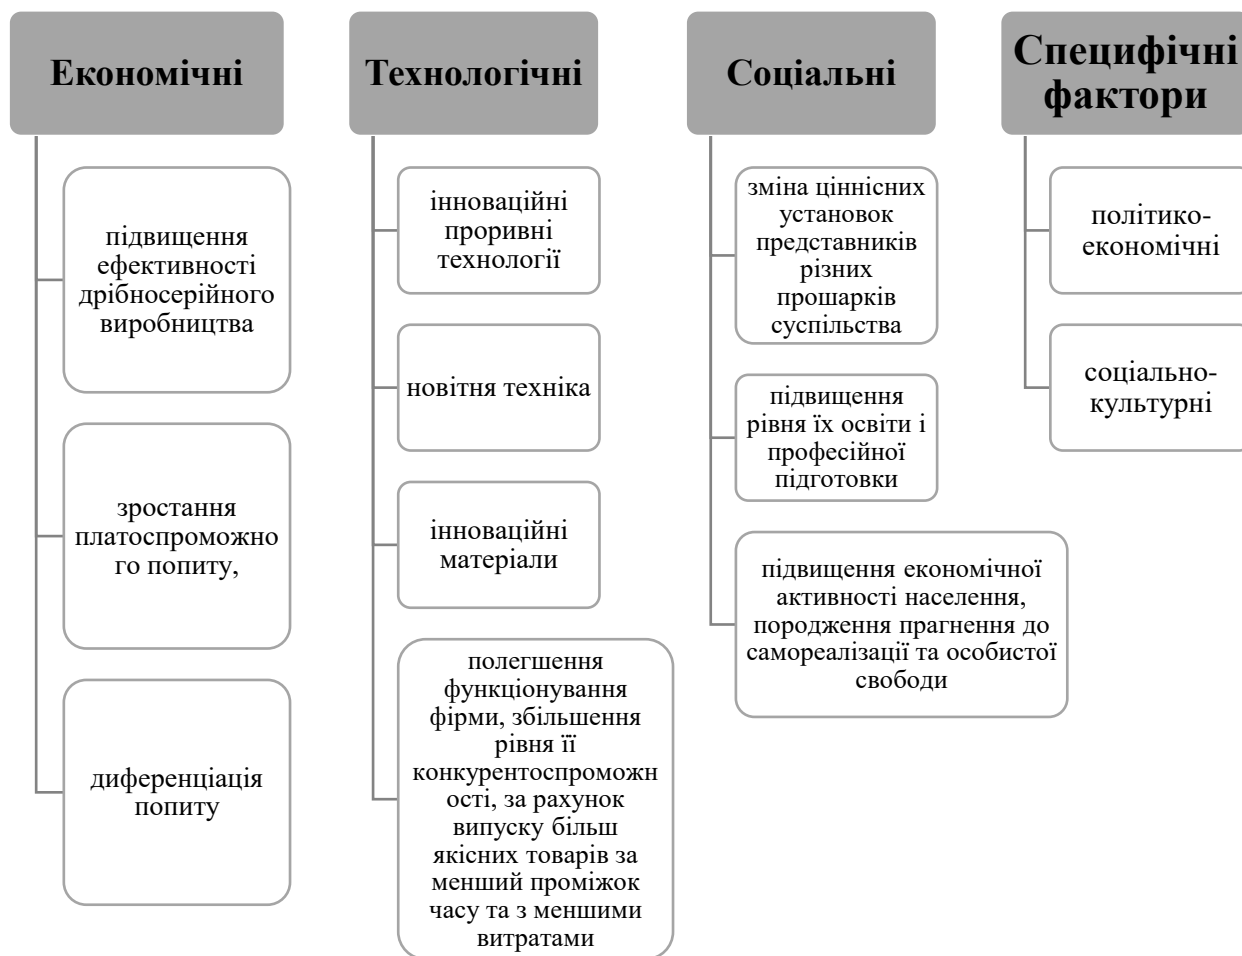 Економічні
підвищення
ефективності
дрібносерійного
виробництва
зростання
платоспроможно
го попиту,
диференціація
попиту
Технологічні
інноваційні
проривні
технології
новітня техніка
інноваційні
матеріали
полегшення
функціонування
фірми, збільшення
рівня її
конкурентоспроможн
ості, за рахунок
випуску більш
якісних товарів за
менший проміжок
часу та з меншими
витратами
Соціальні
зміна ціннісних
установок
представників
різних
прошарків
суспільства
підвищення
рівня їх освіти і
професійної
підготовки
підвищення економічної
активності населення,
породження прагнення до
самореалізації та особистої
свободи
Специфічні
фактори
політико-
економічні
соціально-
культурні